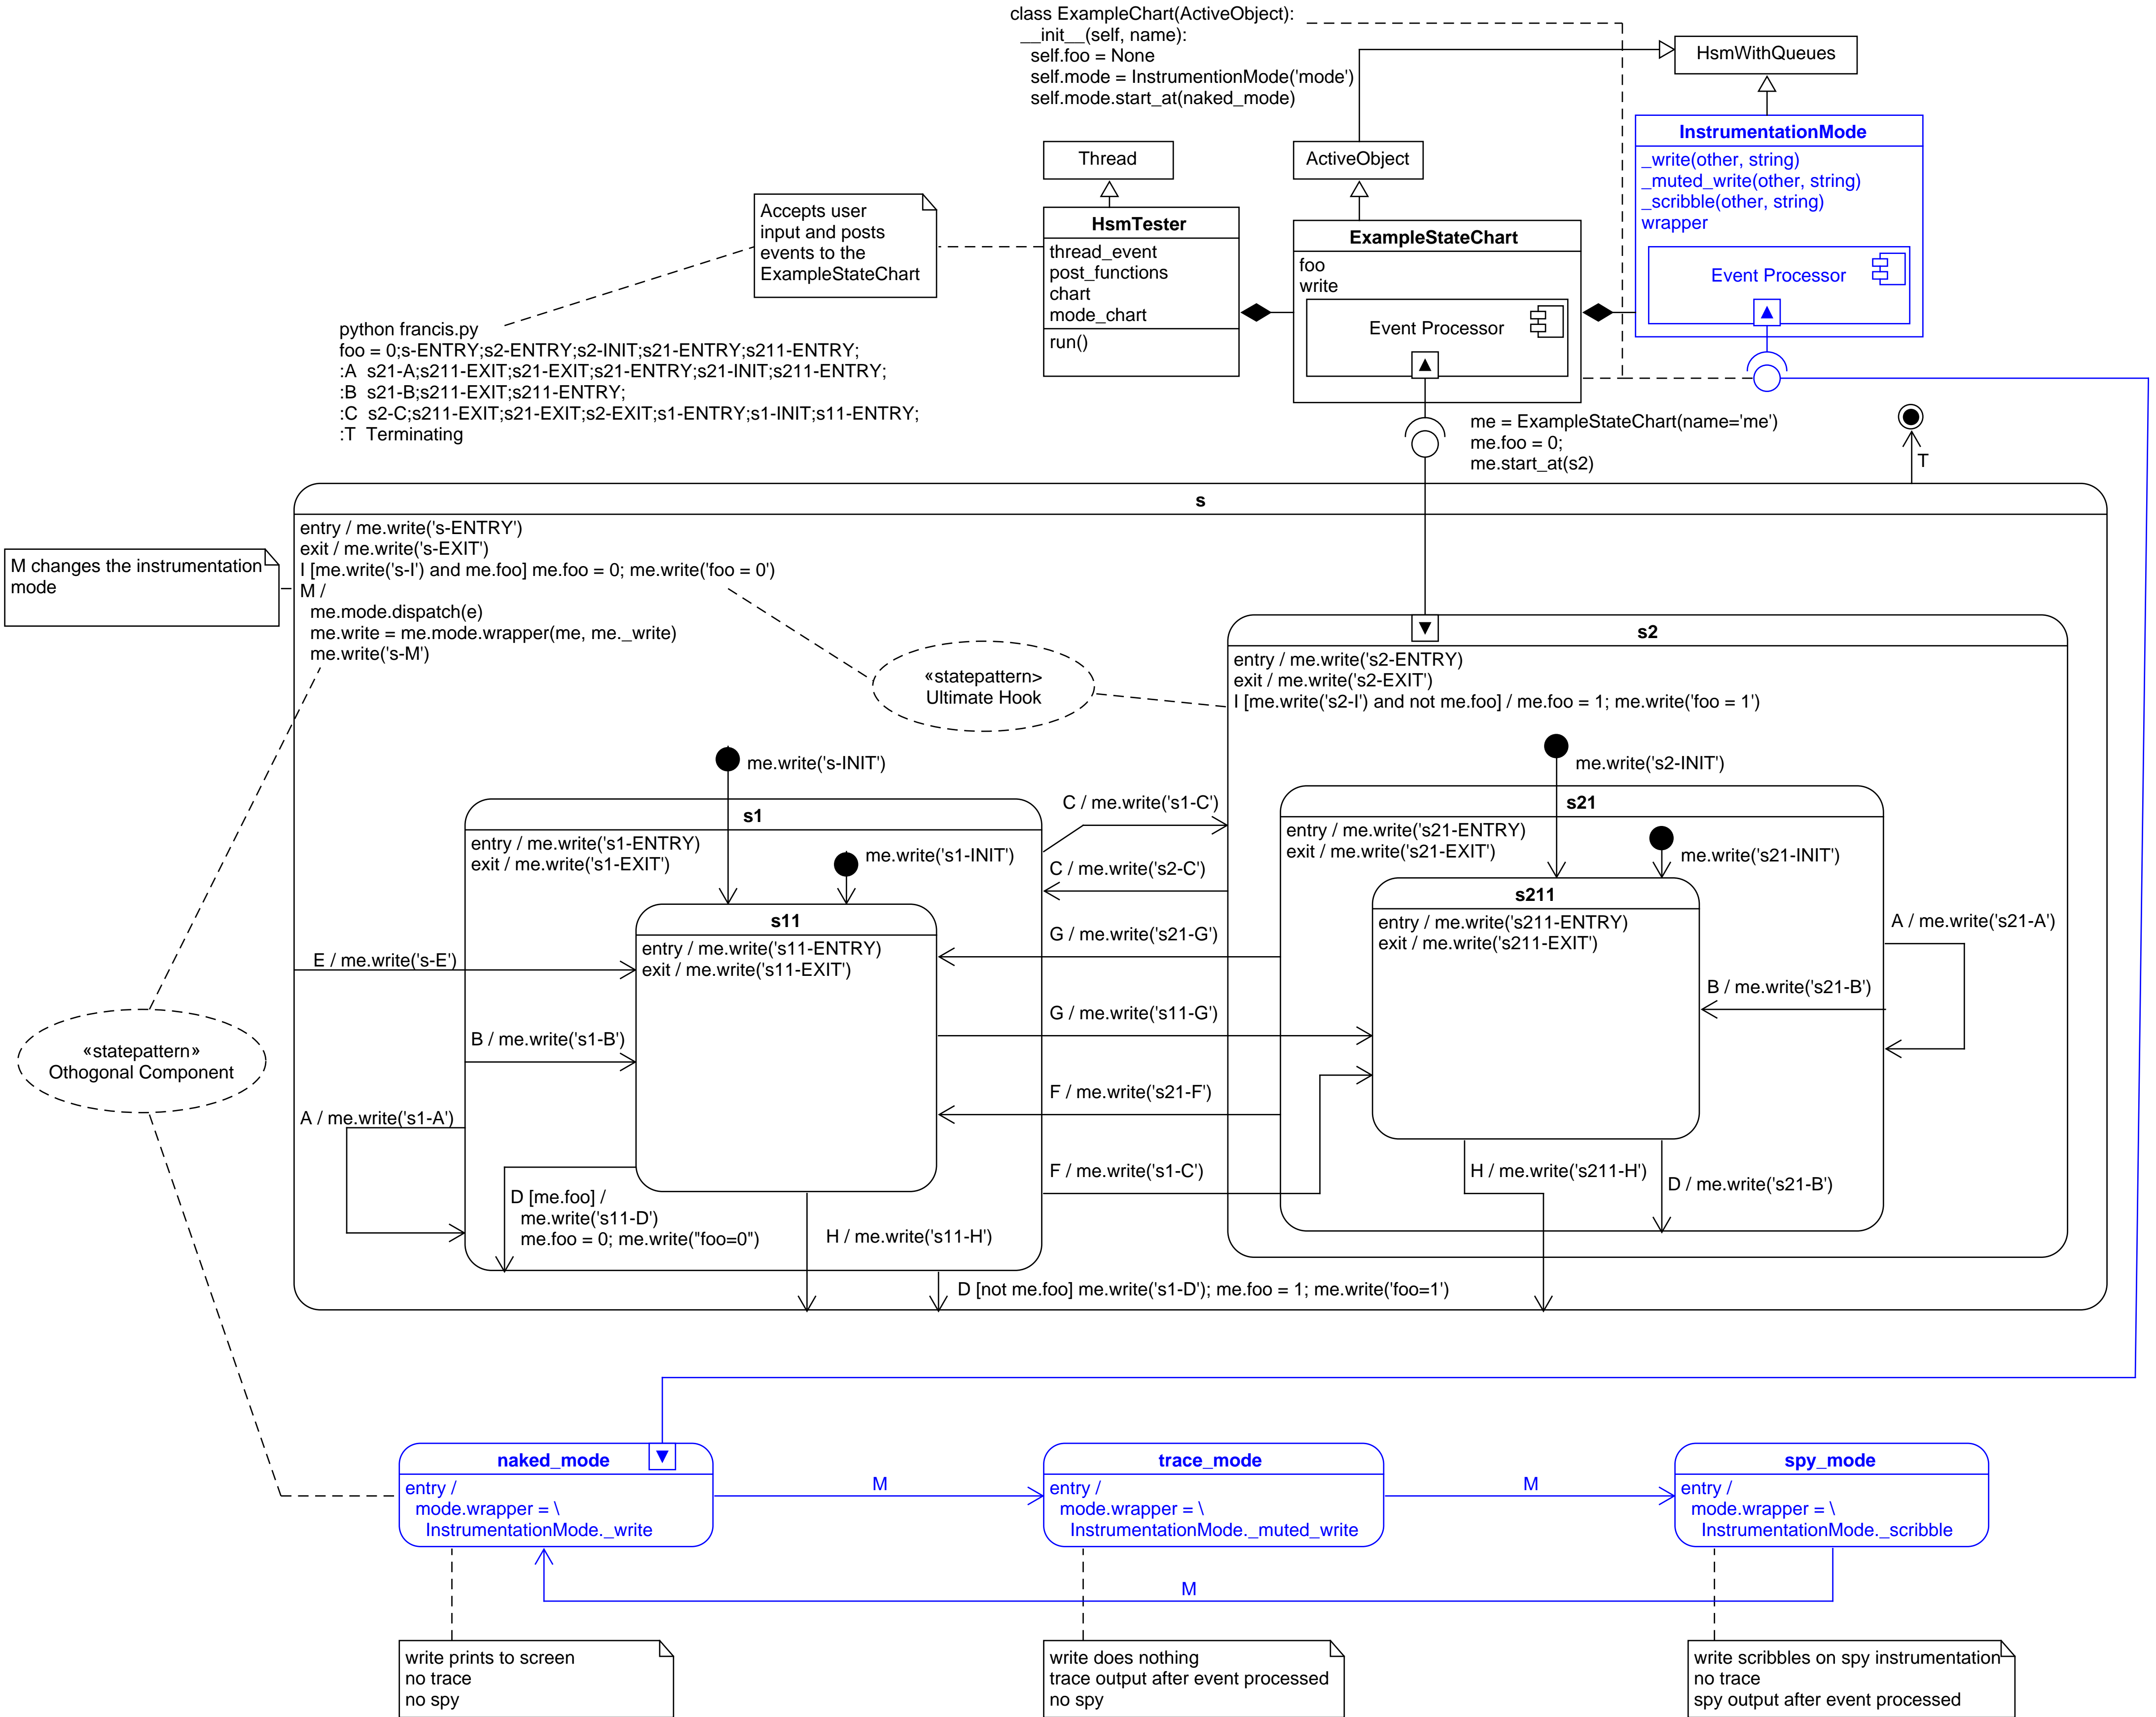 class ExampleChart(ActiveObject):
__init__(self, name):
self.foo = None
self.mode = InstrumentionMode('mode')
self.mode.start_at(naked_mode)
HsmWithQueues
InstrumentationMode
_write(other, string)
_muted_write(other, string)
_scribble(other, string)
wrapper
Event Processor
Thread
ActiveObject
HsmTester
thread_event
post_functions
chart
mode_chart
run()
ExampleStateChart
foo
write
Event Processor
Accepts user
input and posts
events to the
ExampleStateChart
python francis.py
foo = 0;s-ENTRY;s2-ENTRY;s2-INIT;s21-ENTRY;s211-ENTRY;
:A  s21-A;s211-EXIT;s21-EXIT;s21-ENTRY;s21-INIT;s211-ENTRY;
:B  s21-B;s211-EXIT;s211-ENTRY;
:C  s2-C;s211-EXIT;s21-EXIT;s2-EXIT;s1-ENTRY;s1-INIT;s11-ENTRY;
:T  Terminating
me = ExampleStateChart(name='me')
me.foo = 0;
me.start_at(s2)
T
s
entry / me.write('s-ENTRY')
exit / me.write('s-EXIT')
I [me.write('s-I') and me.foo] me.foo = 0; me.write('foo = 0')
M /
me.mode.dispatch(e)
me.write = me.mode.wrapper(me, me._write)
me.write('s-M')
M changes the instrumentation
mode
«statepattern>
Ultimate Hook
s2
entry / me.write('s2-ENTRY)
exit / me.write('s2-EXIT')
I [me.write('s2-I') and not me.foo] / me.foo = 1; me.write('foo = 1')
me.write('s-INIT')
me.write('s2-INIT')
s1
entry / me.write('s1-ENTRY)
exit / me.write('s1-EXIT')
me.write('s1-INIT')
C / me.write('s1-C')
C / me.write('s2-C')
s21
entry / me.write('s21-ENTRY)
exit / me.write('s21-EXIT')
me.write('s21-INIT')
s11
entry / me.write('s11-ENTRY)
exit / me.write('s11-EXIT')
s211
entry / me.write('s211-ENTRY)
exit / me.write('s211-EXIT')
G / me.write('s21-G')
A / me.write('s21-A')
E / me.write('s-E')
B / me.write('s21-B')
G / me.write('s11-G')
B / me.write('s1-B')
«statepattern»
Othogonal Component
F / me.write('s21-F')
A / me.write('s1-A')
F / me.write('s1-C')
H / me.write('s211-H')
D / me.write('s21-B')
D [me.foo] /
me.write('s11-D')
me.foo = 0; me.write("foo=0")
H / me.write('s11-H')
D [not me.foo] me.write('s1-D'); me.foo = 1; me.write('foo=1')
naked_mode
entry /
mode.wrapper = \
InstrumentationMode._write
M
trace_mode
entry /
mode.wrapper = \
InstrumentationMode._muted_write
M
spy_mode
entry /
mode.wrapper = \
InstrumentationMode._scribble
M
write prints to screen
no trace
no spy
write does nothing
trace output after event processed
no spy
write scribbles on spy instrumentation
no trace
spy output after event processed